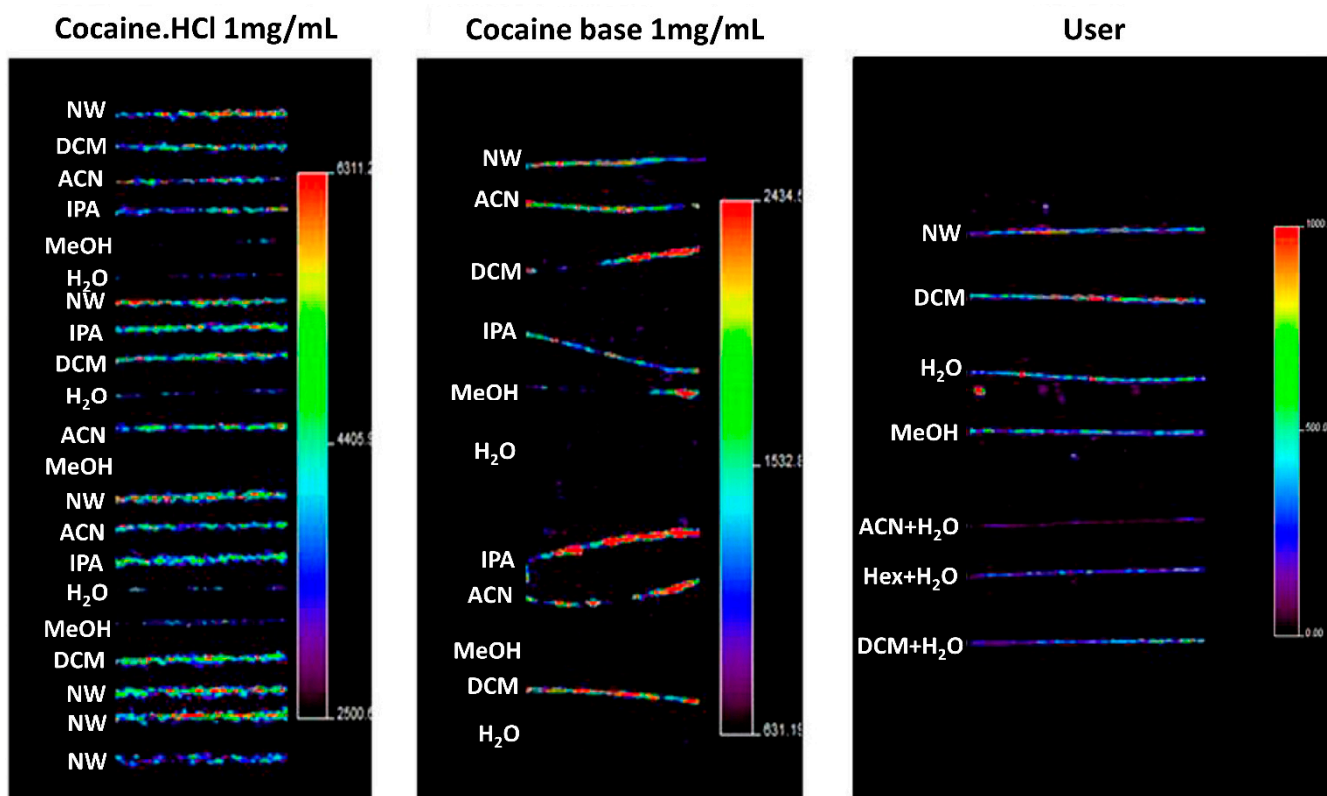 Cocaine.HCl 1mg/mL
NW
DCM
ACN
IPA
MeOH
H₂O
NW
IPA
DCM
H₂O
ACN
MeOH
NW
ACN
IPA
H₂O
MeOH
DCM
NW
NW
NW
6311.2
4405.9
2500.6
Cocaine base 1mg/mL
NW
ACN
DCM
IPA
MeOH
H₂O
IPA
ACN
MeOH
DCM
H₂O
2434.5
1532.8
631.19
User
NW
DCM
H₂O
MeOH
ACN+H₂O
Hex+H₂O
DCM+H₂O
1000
500.0
0.00